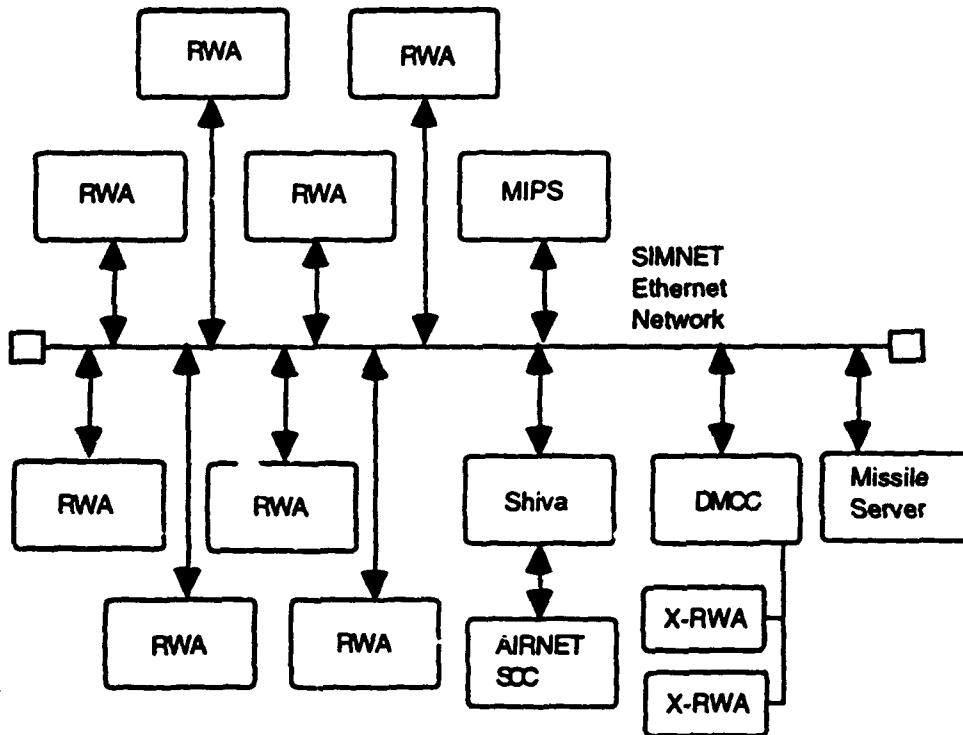 RWA
RWA
RWA
RWA
MIPS
SIMNET
Ethernet
Network
RWA
RWA
Shiva
DMCC
Missile
Server
RWA
RWA
AIRNET
SCC
X-RWA
X-RWA